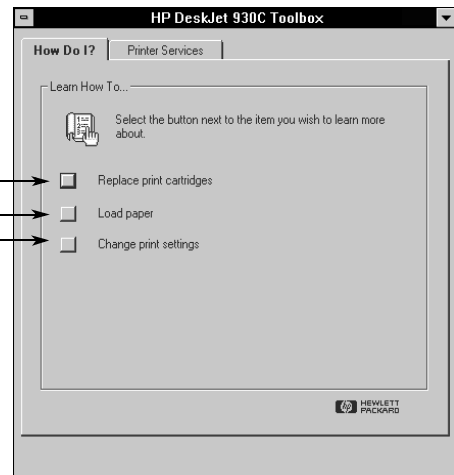 HP DeskJet 930C Toolbox
How Do I?
Printer Services
Learn How To...
Select the button next to the item you wish to learn more
about.
Replace print cartridges
Load paper
Change print settings
hp HEWLETT
PACKARD